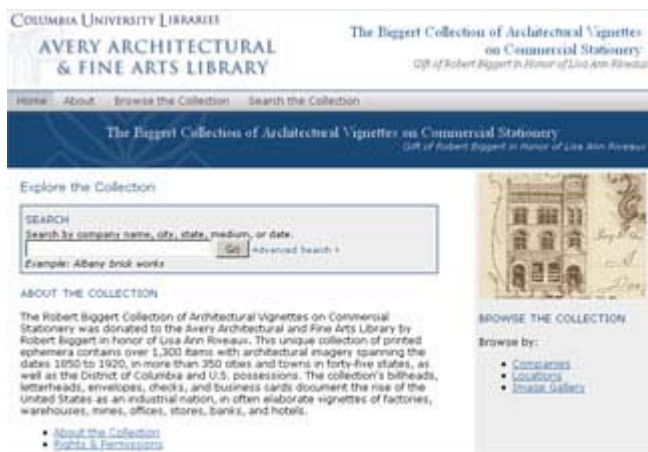 COLUMBIA UNIVERSITY LIBRARIES
AVERY ARCHITECTURAL
& FINE ARTS LIBRARY
The Biggert Collection of Architectural Vignettes
on Commercial Stationery
Gift of Robert Biggert in Honor of Lisa Ann Riveaux
Home About Browse the Collection Search the Collection
The Biggert Collection of Architectural Vignettes on Commercial Stationery
Gift of Robert Biggert in Honor of Lisa Ann Riveaux
Explore the Collection
SEARCH
Search by company name, city, state, medium, or date.
Go Advanced Search
Example: Albany brick works
ABOUT THE COLLECTION
The Robert Biggert Collection of Architectural Vignettes on Commercial
Stationery was donated to the Avery Architectural and Fine Arts Library by
Robert Biggert in honor of Lisa Ann Riveaux. This unique collection of printed
ephemera contains over 1,300 items with architectural imagery spanning the
dates 1850 to 1920, in more than 350 cities and towns in forty-five states, as
well as the District of Columbia and U.S. possessions. The collection's billheads,
letterheads, envelopes, checks, and business cards document the rise of the
United States as an industrial nation, in often elaborate vignettes of factories,
warehouses, mines, offices, stores, banks, and hotels.
About the Collection
Rights & Permissions
BROWSE THE COLLECTION
Browse by:
Companies
Locations
Image Gallery